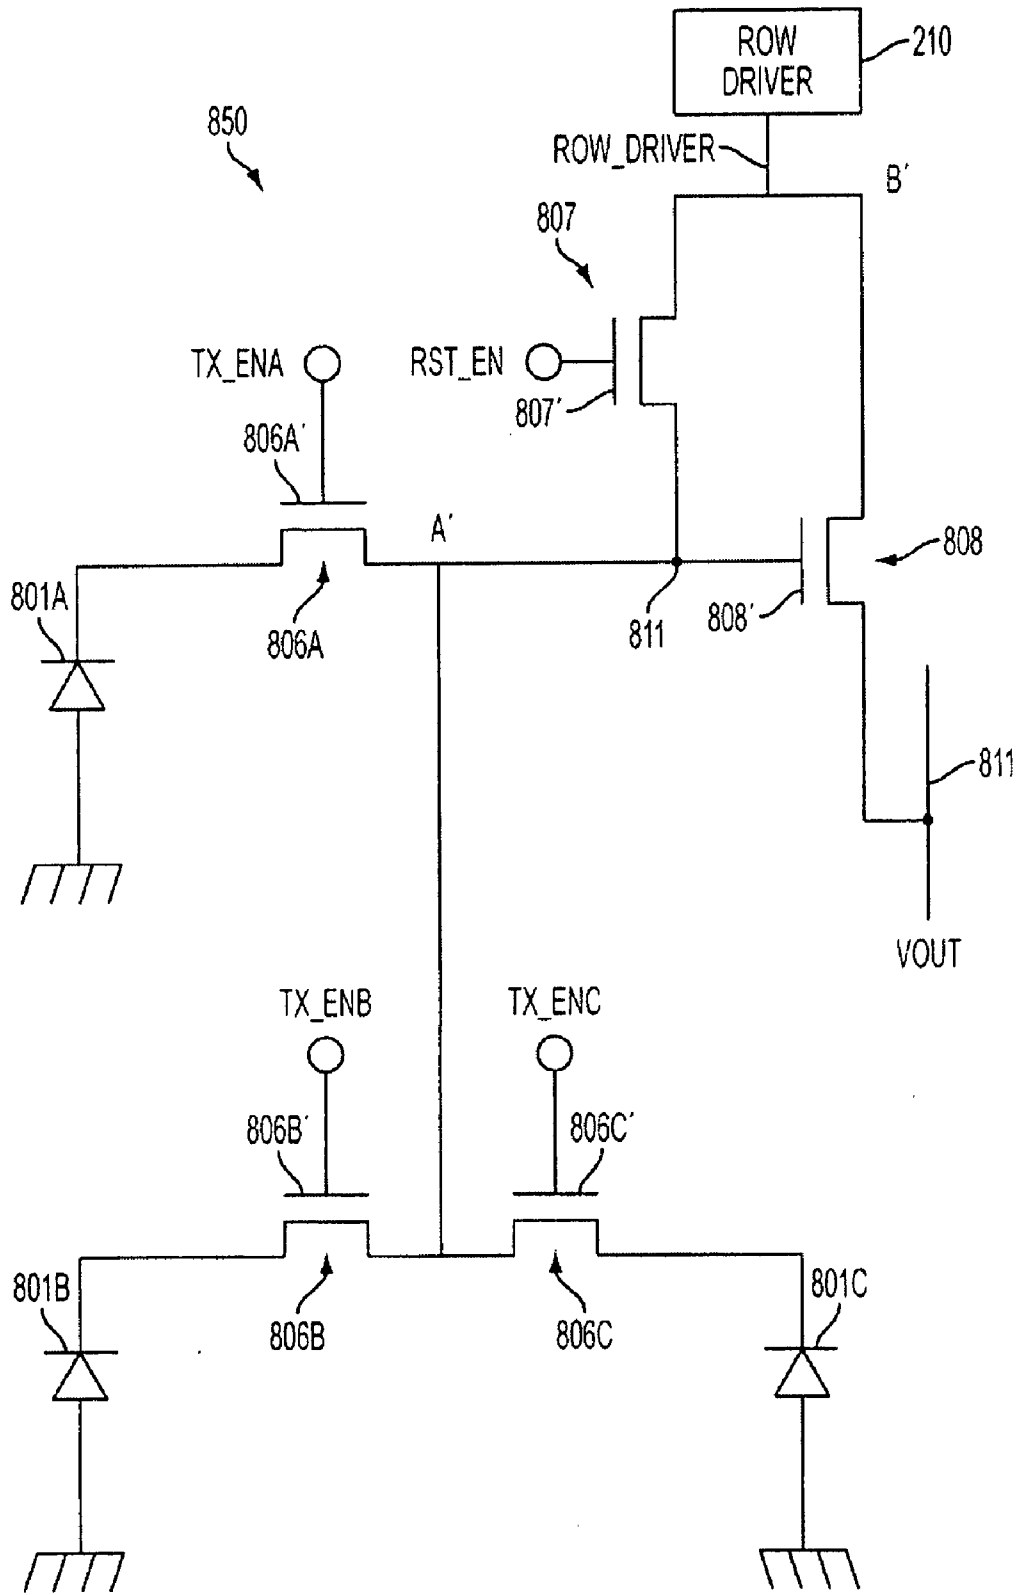 ROW
DRIVER
210
850
ROW_DRIVER
B′
807
TX_ENA
RST_EN
807′
806A′
A′
808
801A
806A
811
808′
811
VOUT
TX_ENB
TX_ENC
806B′
806C′
801B
806B
806C
801C